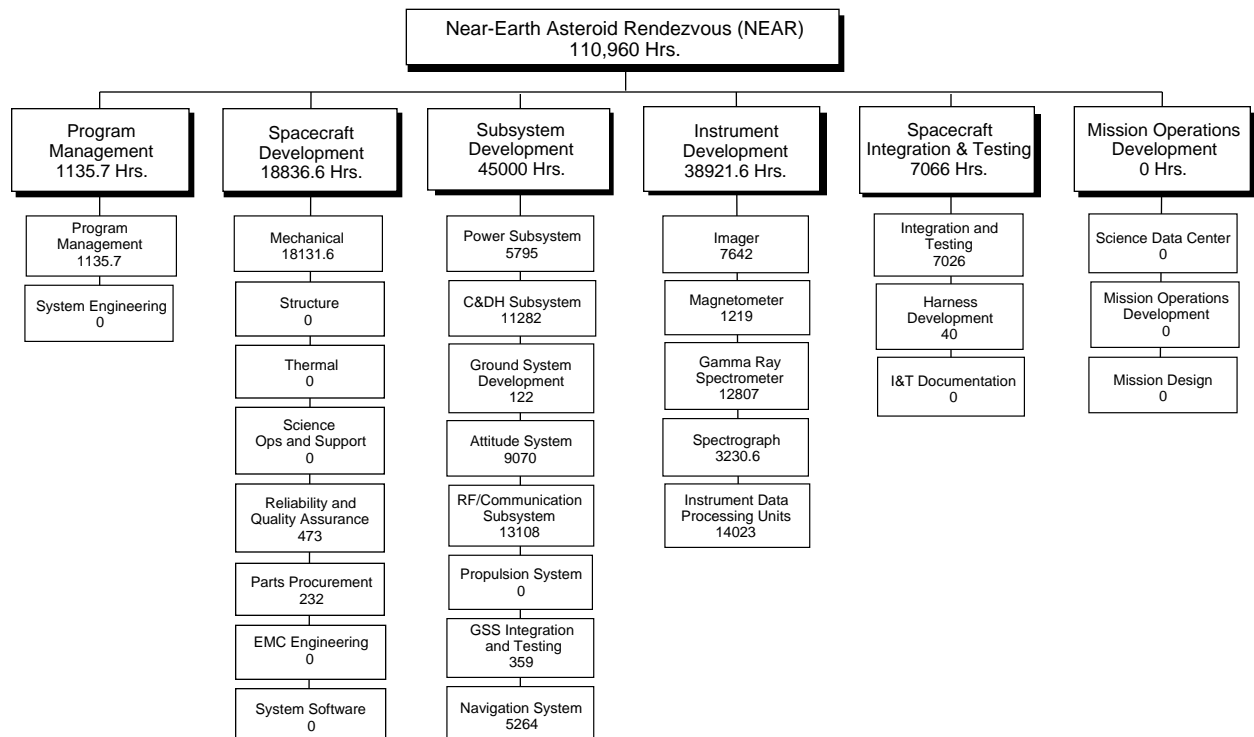 Near-Earth Asteroid Rendezvous (NEAR)
110,960 Hrs.
Program
Management
1135.7 Hrs.
Spacecraft
Development
18836.6 Hrs.
Subsystem
Development
45000 Hrs.
Instrument
Development
38921.6 Hrs.
Spacecraft
Integration & Testing
7066 Hrs.
Mission Operations
Development
0 Hrs.
Program
Management
1135.7
System Engineering
0
Mechanical
18131.6
Structure
0
Thermal
0
Science
Ops and Support
0
Reliability and
Quality Assurance
473
Parts Procurement
232
EMC Engineering
0
System Software
0
Power Subsystem
5795
C&DH Subsystem
11282
Ground System
Development
122
Attitude System
9070
RF/Communication
Subsystem
13108
Propulsion System
0
GSS Integration
and Testing
359
Navigation System
5264
Imager
7642
Magnetometer
1219
Gamma Ray
Spectrometer
12807
Spectrograph
3230.6
Instrument Data
Processing Units
14023
Integration and
Testing
7026
Harness
Development
40
I&T Documentation
0
Science Data Center
0
Mission Operations
Development
0
Mission Design
0